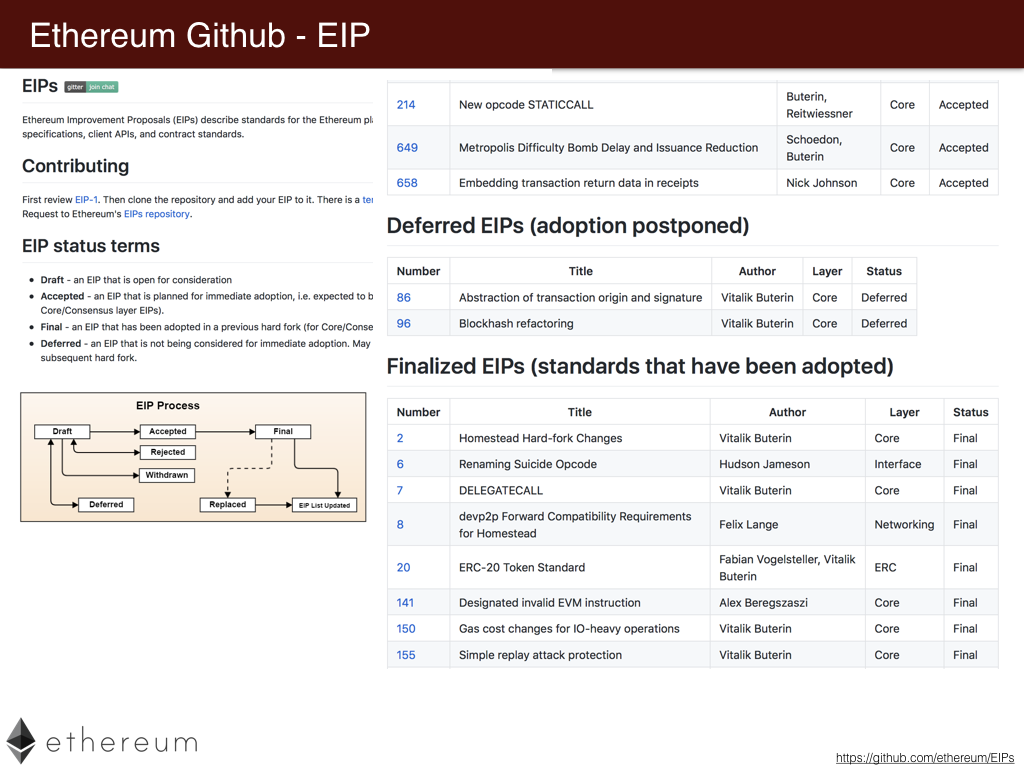 Ethereum Github - EIP
EIPs gitter join chat
Ethereum Improvement Proposals (EIPs) describe standards for the Ethereum pl
specifications, client APIs, and contract standards.
Contributing
First review EIP-1. Then clone the repository and add your EIP to it. There is a
Request to Ethereum's EIPs repository.
EIP status terms
• Draft - an EIP that is open for consideration
• Accepted - an EIP that is planned for immediate adoption, i.e. expected to b
Core/Consensus layer EIPs).
• Final - an EIP that has been adopted in a previous hard fork (for Core/Conse
• Deferred - an EIP that is not being considered for immediate adoption. May
subsequent hard fork.
EIP Process
Draft Accepted Final
Rejected
Withdrawn
Deferred Replaced EIP List Updated
214 New opcode STATICCALL Buterin, Reitwiessner Core Accepted
649 Metropolis Difficulty Bomb Delay and Issuance Reduction Schoedon, Buterin Core Accepted
658 Embedding transaction return data in receipts Nick Johnson Core Accepted
Deferred EIPs (adoption postponed)
Number Title Author Layer Status
86 Abstraction of transaction origin and signature Vitalik Buterin Core Deferred
96 Blockhash refactoring Vitalik Buterin Core Deferred
Finalized EIPs (standards that have been adopted)
Number Title Author Layer Status
2 Homestead Hard-fork Changes Vitalik Buterin Core Final
6 Renaming Suicide Opcode Hudson Jameson Interface Final
7 DELEGATECALL Vitalik Buterin Core Final
8 devp2p Forward Compatibility Requirements for Homestead Felix Lange Networking Final
20 ERC-20 Token Standard Fabian Vogelsteller, Vitalik Buterin ERC Final
141 Designated invalid EVM instruction Alex Beregszaszi Core Final
150 Gas cost changes for IO-heavy operations Vitalik Buterin Core Final
155 Simple replay attack protection Vitalik Buterin Core Final
ethereum
https://github.com/ethereum/EIPs